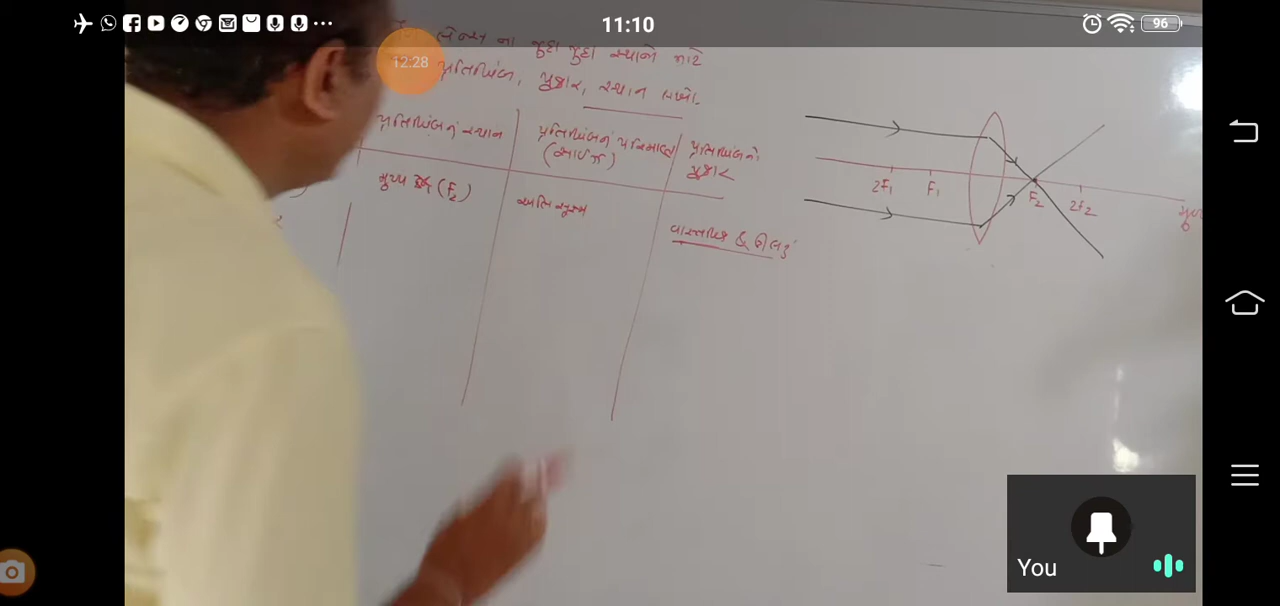 11:10
96
12:28
લેન્સ ના જુદા જુદા સ્થાનો માટે
પ્રતિબિંબ, પ્રકાર, સ્થાન લખો.
પ્રતિબિંબનું સ્થાન
પ્રતિબિંબનું પરિમાણ
(સાઈઝ)
પ્રતિબિંબનો
પ્રકાર
મુખ્ય (F₂)
અતિ સૂક્ષ્મ
વાસ્તવિક & ઊલટું
2F₁
F₁
F₂
2F₂
You